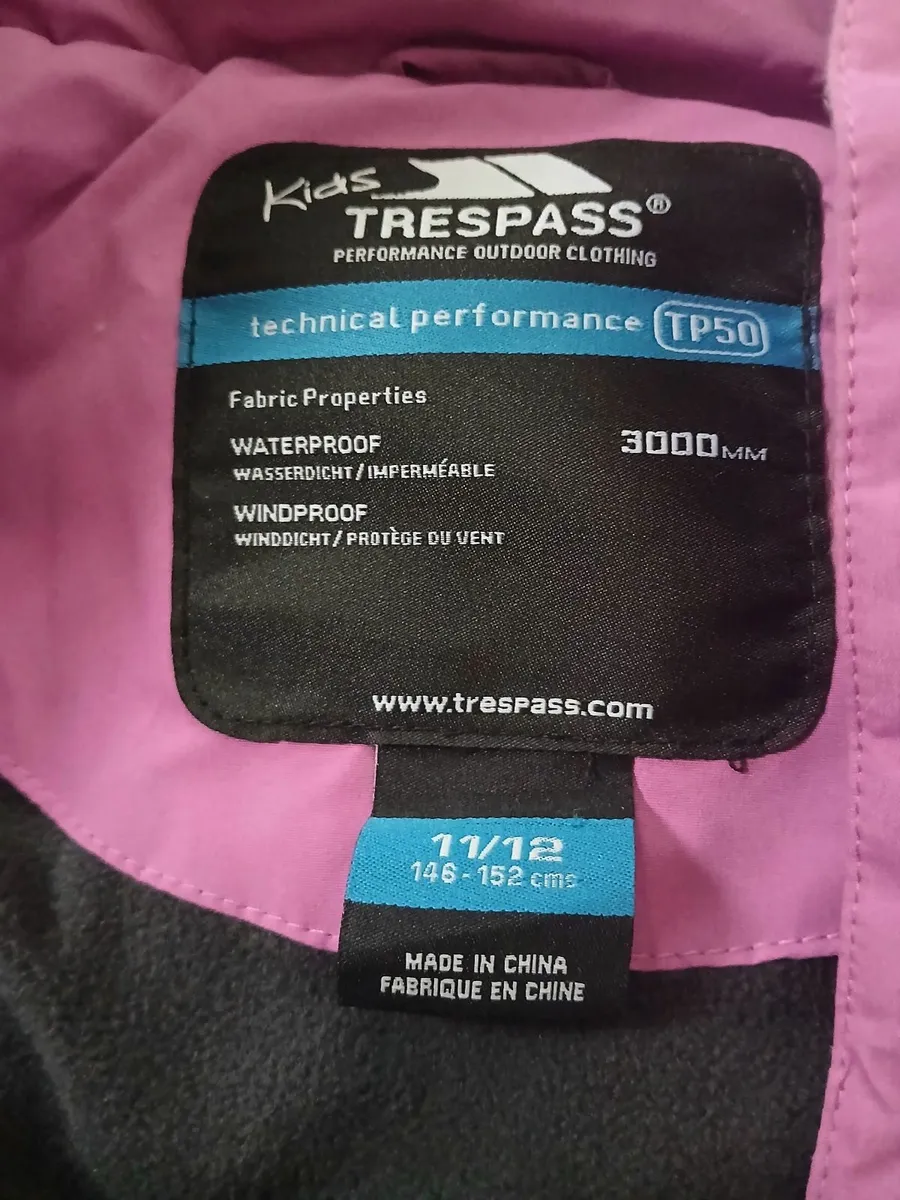 Kids
TRESPASS®
PERFORMANCE OUTDOOR CLOTHING
technical performance TP50
Fabric Properties
WATERPROOF 3000MM
WASSERDICHT/IMPERMÉABLE
WINDPROOF
WINDDICHT/PROTÈGE DU VENT
www.trespass.com
11/12
146-152 cms
MADE IN CHINA
FABRIQUE EN CHINE